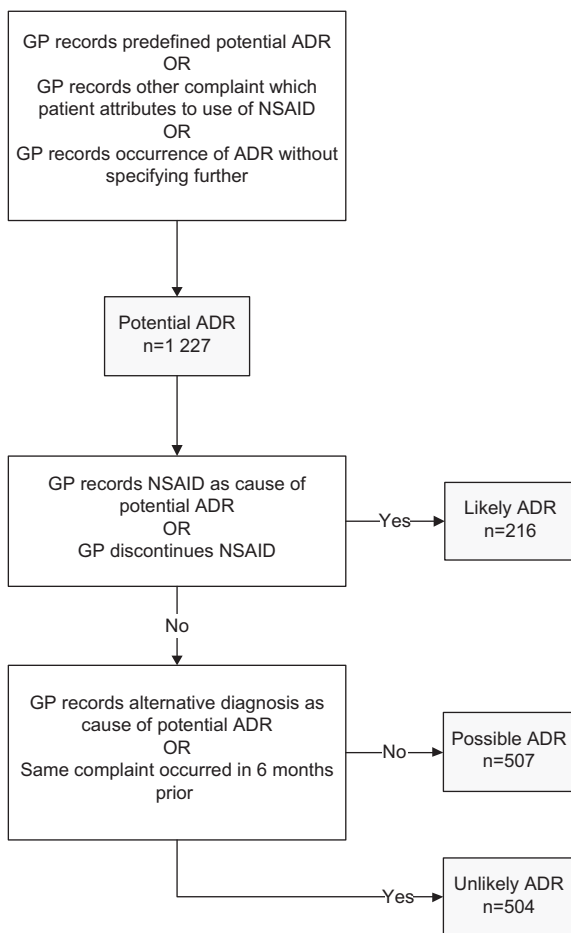 GP records predefined potential ADR
OR
GP records other complaint which
patient attributes to use of NSAID
OR
GP records occurrence of ADR without
specifying further
Potential ADR
n=1 227
GP records NSAID as cause of
potential ADR
OR
GP discontinues NSAID
Yes
Likely ADR
n=216
No
GP records alternative diagnosis as
cause of potential ADR
OR
Same complaint occurred in 6 months
prior
No
Possible ADR
n=507
Yes
Unlikely ADR
n=504